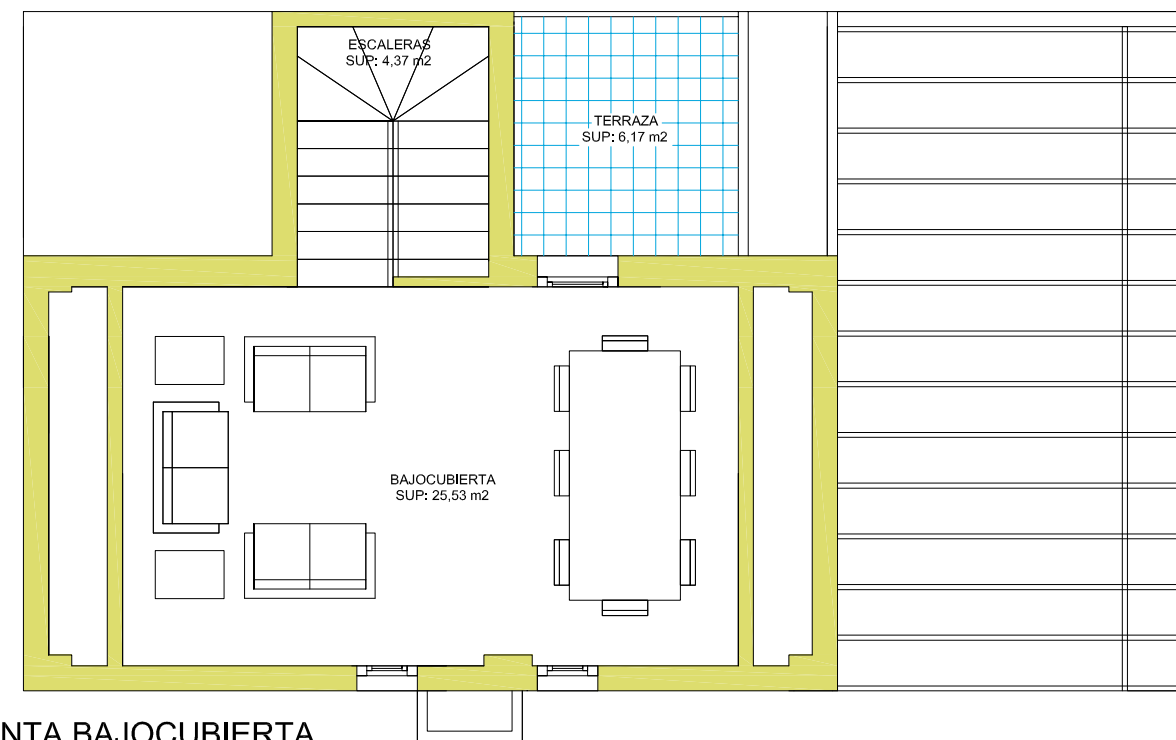 ESCALERAS
SUP: 4,37 m2
TERRAZA
SUP: 6,17 m2
BAJOCUBIERTA
SUP: 25,53 m2
NTA BAJOCUBIERTA